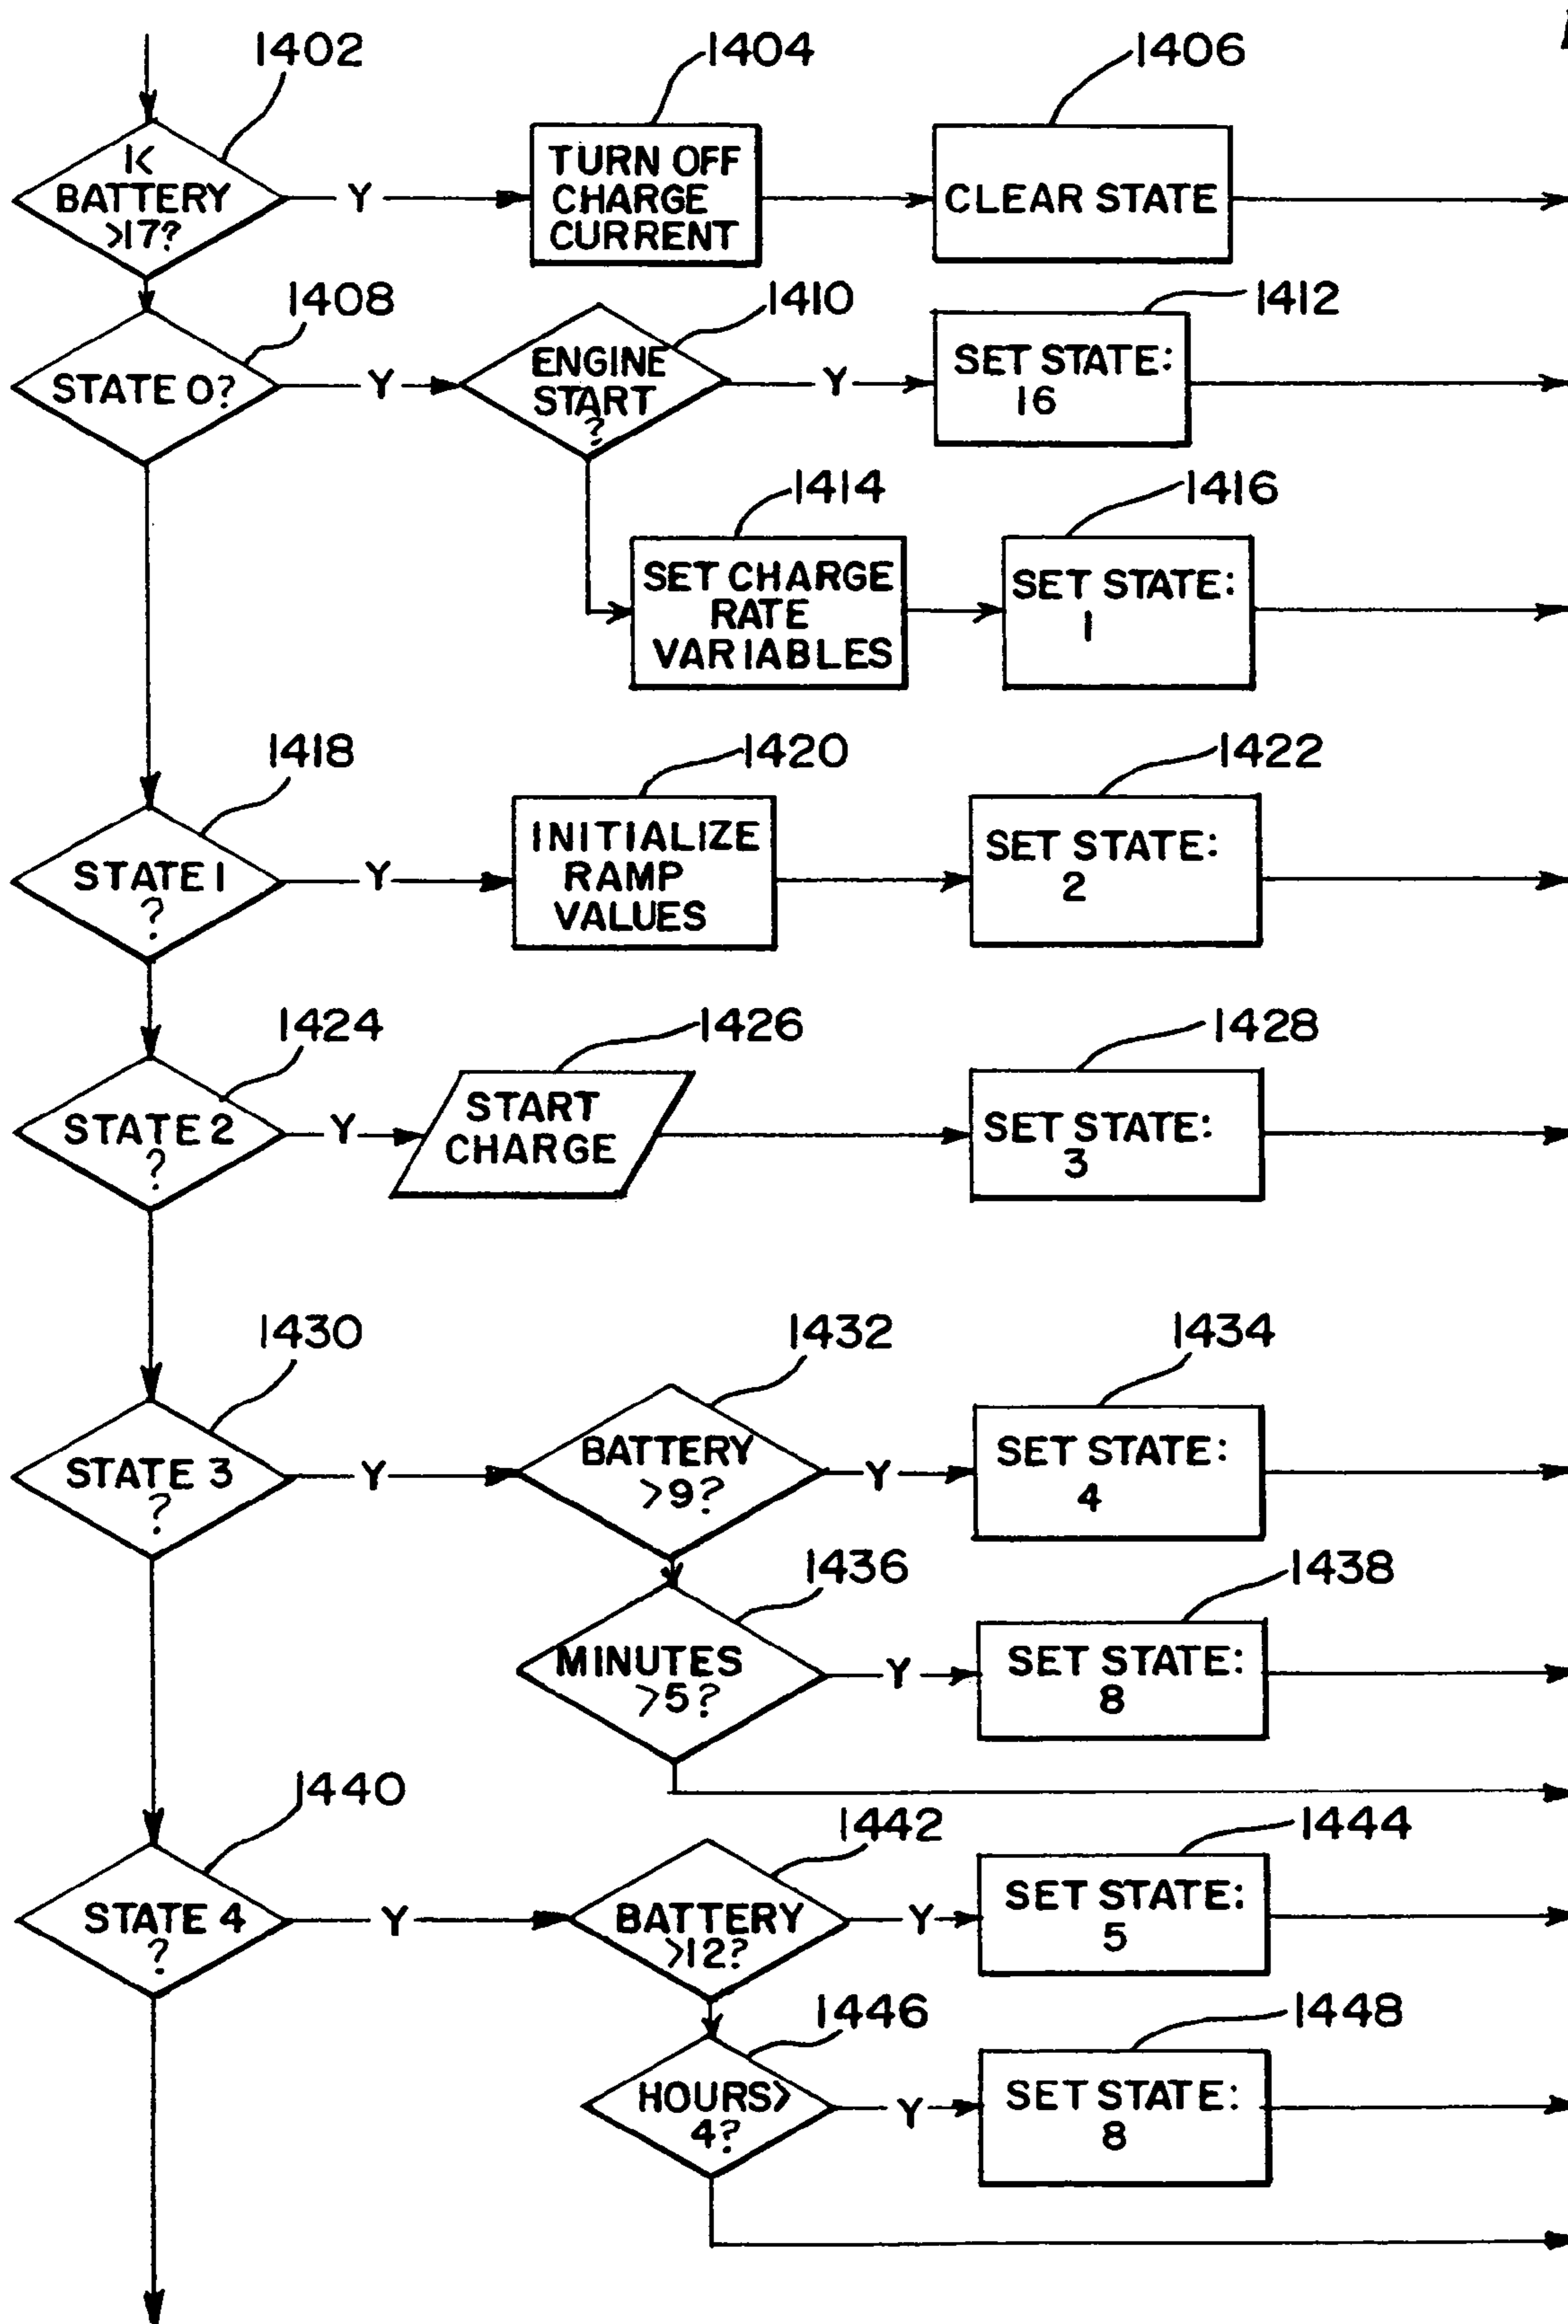 1402
1404
1406
1<
BATTERY
>17?
Y
TURN OFF
CHARGE
CURRENT
CLEAR STATE
1408
1410
1412
STATE 0?
Y
ENGINE
START
?
Y
SET STATE:
16
1414
1416
SET CHARGE
RATE
VARIABLES
SET STATE:
1
1418
1420
1422
STATE 1
?
Y
INITIALIZE
RAMP
VALUES
SET STATE:
2
1424
1426
1428
STATE 2
?
Y
START
CHARGE
SET STATE:
3
1430
1432
1434
STATE 3
?
Y
BATTERY
>9?
Y
SET STATE:
4
1436
1438
MINUTES
>5?
Y
SET STATE:
8
1440
1442
1444
STATE 4
?
Y
BATTERY
>12?
Y
SET STATE:
5
1446
1448
HOURS>
4?
Y
SET STATE:
8